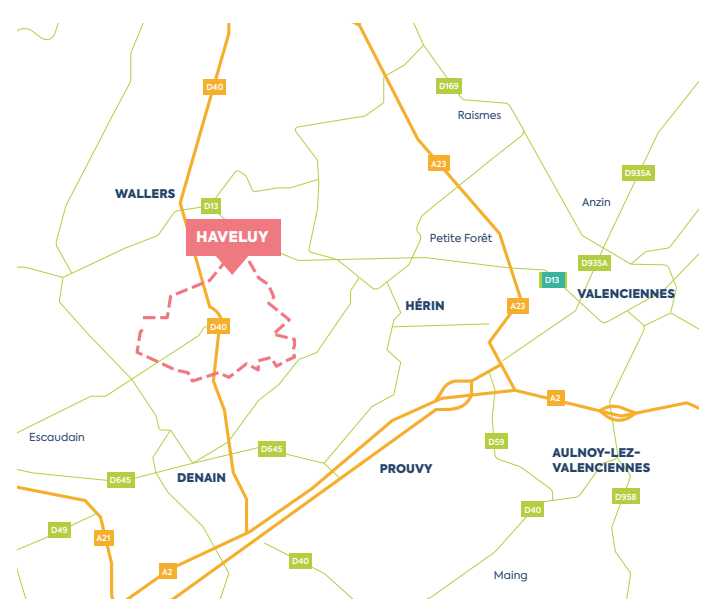 D40
D169
Raismes
A23
D935A
WALLERS
D13
Anzin
HAVELUY
Petite Forêt
D935A
D13
VALENCIENNES
HÉRIN
A23
D40
A2
Escaudain
D59
D645
AULNOY-LEZ-
VALENCIENNES
PROUVY
DENAIN
D645
D958
D40
D49
A21
D40
A2
Maing